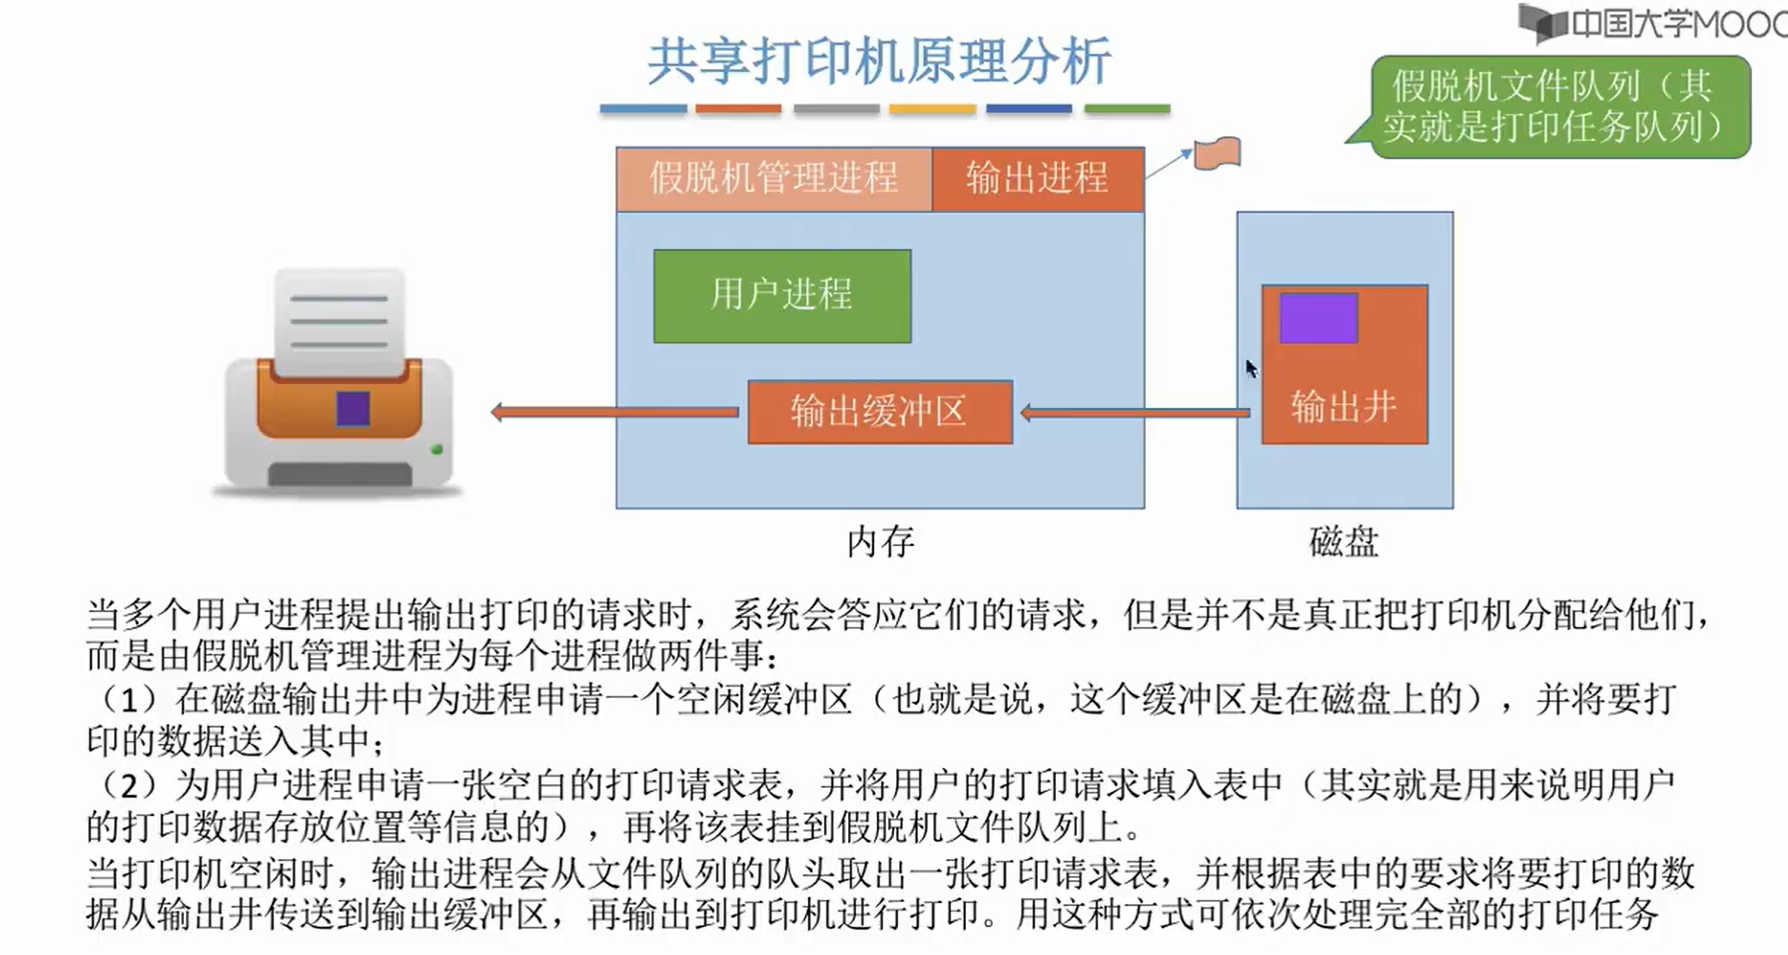 中国大学MOOC
共享打印机原理分析
假脱机文件队列（其
实就是打印任务队列）
假脱机管理进程
输出进程
用户进程
输出缓冲区
输出井
内存
磁盘
当多个用户进程提出输出打印的请求时，系统会答应它们的请求，但是并不是真正把打印机分配给他们，
而是由假脱机管理进程为每个进程做两件事：
（1）在磁盘输出井中为进程申请一个空闲缓冲区（也就是说，这个缓冲区是在磁盘上的），并将要打
印的数据送入其中；
（2）为用户进程申请一张空白的打印请求表，并将用户的打印请求填入表中（其实就是用来说明用户
的打印数据存放位置等信息的），再将该表挂到假脱机文件队列上。
当打印机空闲时，输出进程会从文件队列的队头取出一张打印请求表，并根据表中的要求将要打印的数
据从输出井传送到输出缓冲区，再输出到打印机进行打印。用这种方式可依次处理完全部的打印任务